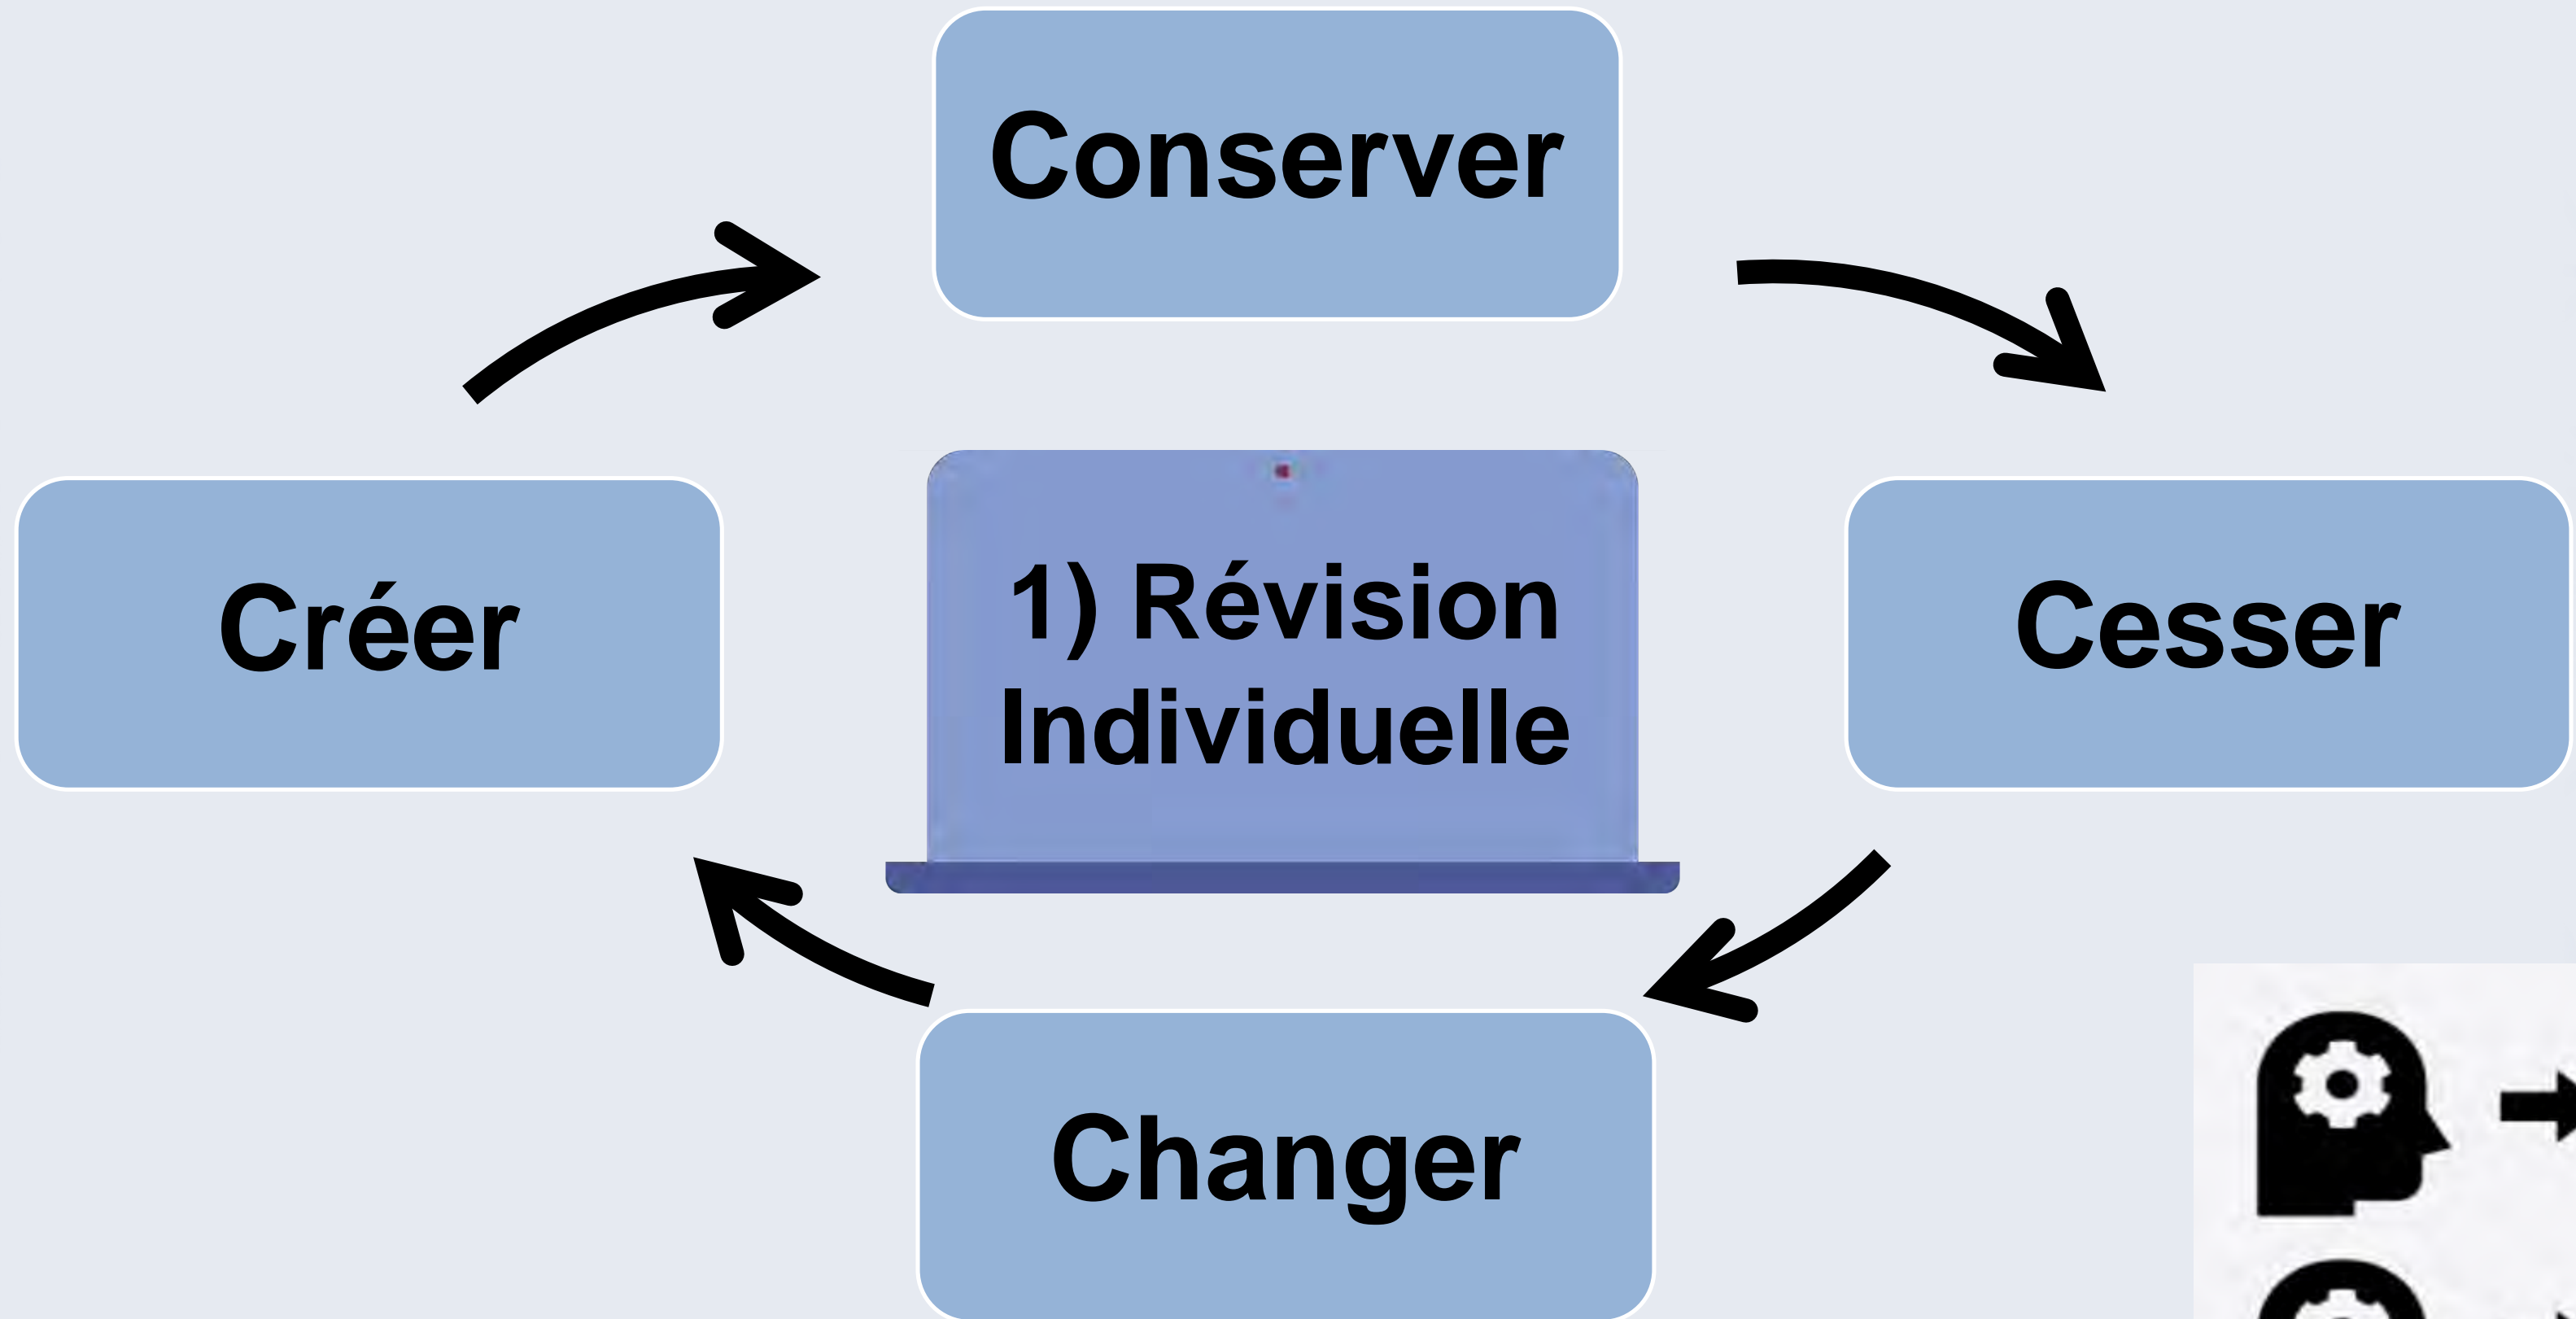 Conserver
Créer
1) Révision
Individuelle
Cesser
Changer